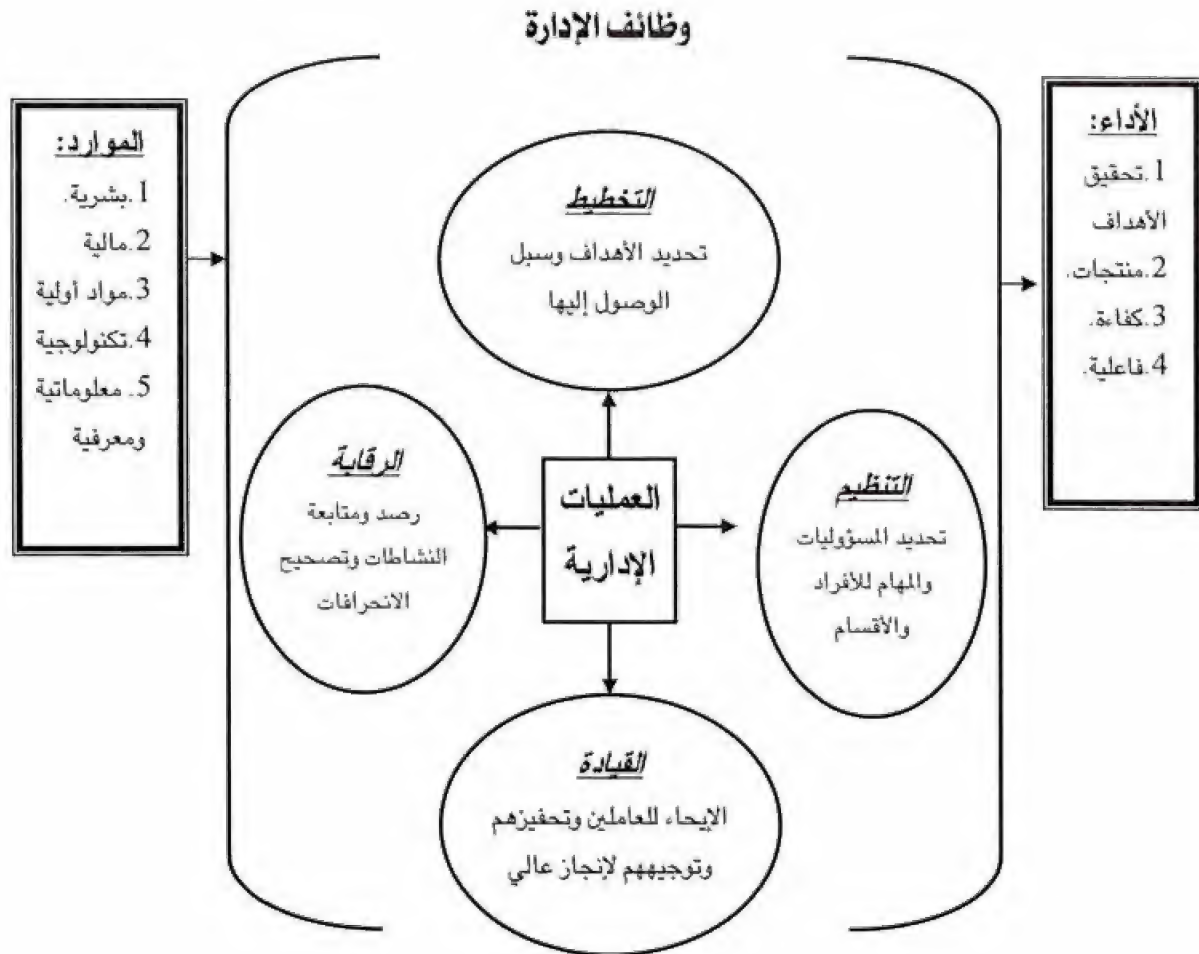 وظائف الإدارة
الموارد:
1.بشرية.
2.مالية
3.مواد أولية
4.تكنولوجية
5. معلوماتية
ومعرفية
التخطيط
تحديد الأهداف وسبل
الوصول إليها
الرقابة
رصد ومتابعة
النشاطات وتصحيح
الانحرافات
العمليات
الإدارية
التنظيم
تحديد المسؤوليات
والمهام للأفراد
والأقسام
القيادة
الإيحاء للعاملين وتحفيزهم
وتوجيههم لإنجاز عالي
الأداء:
1.تحقيق
الأهداف
2.منتجات.
3.كفاءة.
4.فاعلية.